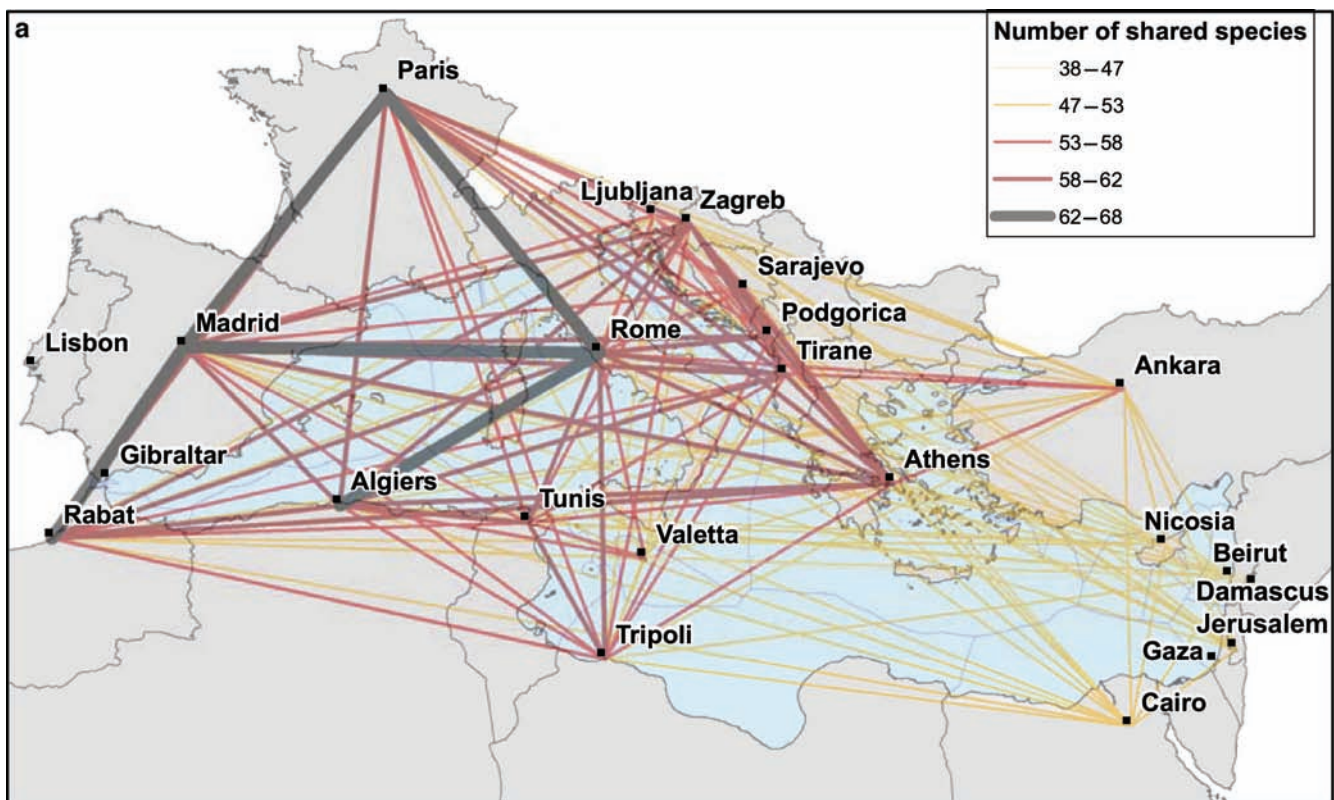 a
Number of shared species
38–47
47–53
53–58
58–62
62–68
Paris
Ljubljana
Zagreb
Sarajevo
Podgorica
Tirane
Madrid
Lisbon
Rome
Ankara
Gibraltar
Algiers
Athens
Rabat
Tunis
Valetta
Nicosia
Beirut
Damascus
Jerusalem
Tripoli
Gaza
Cairo